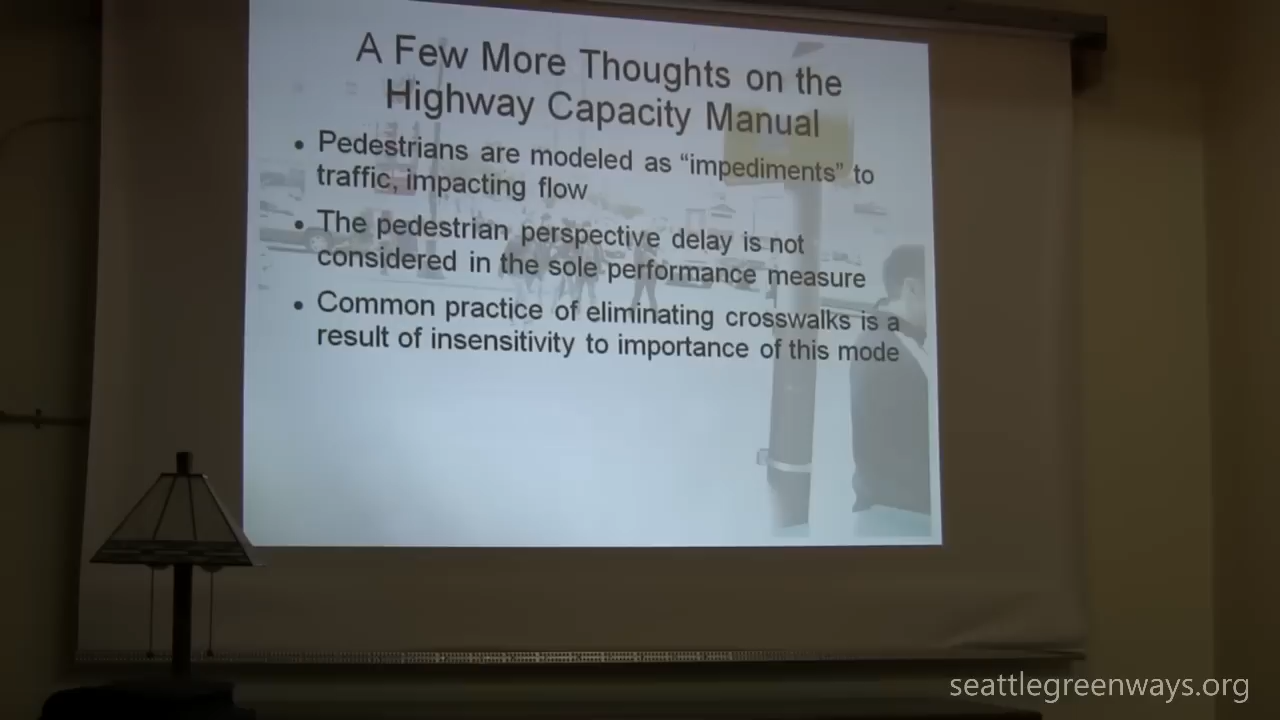 A Few More Thoughts on the
Highway Capacity Manual
• Pedestrians are modeled as “impediments” to
traffic, impacting flow
• The pedestrian perspective delay is not
considered in the sole performance measure
• Common practice of eliminating crosswalks is a
result of insensitivity to importance of this mode
seattlegreenways.org